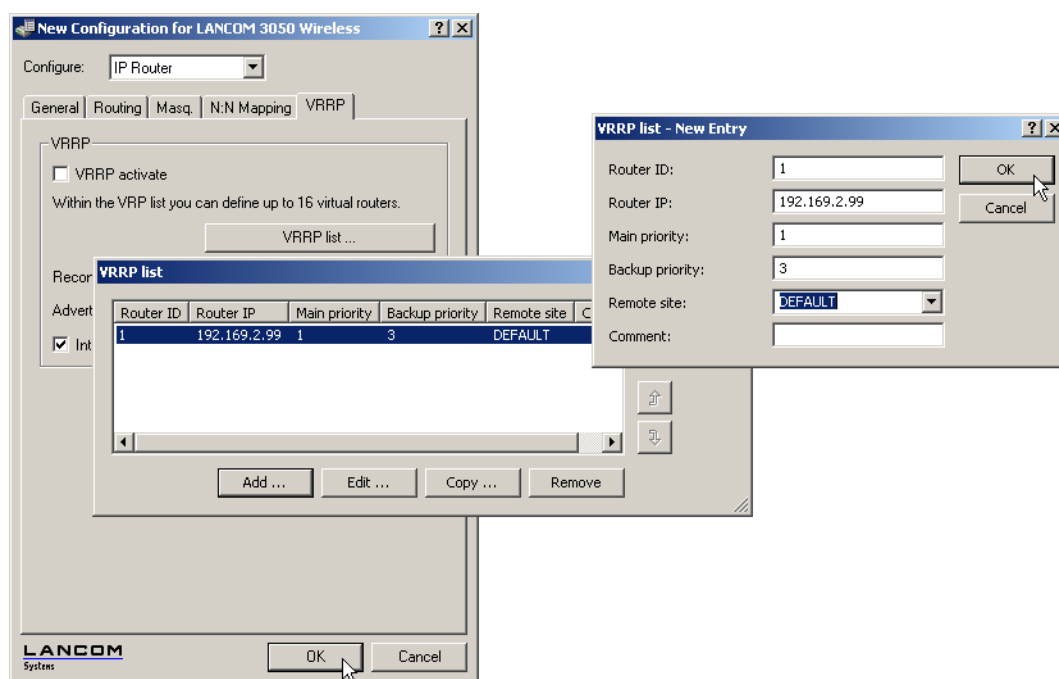 New Configuration for LANCOM 3050 Wireless
Configure: IP Router
General Routing Masq. N:N Mapping VRRP
VRRP
VRRP activate
Within the VRP list you can define up to 16 virtual routers.
VRRP list ...
Recor
Advert
Int
VRRP list
Router ID Router IP Main priority Backup priority Remote site C
1 192.169.2.99 1 3 DEFAULT
Add ... Edit ... Copy ... Remove
LANCOM
Systems
OK Cancel
VRRP list - New Entry
Router ID: 1
Router IP: 192.169.2.99
Main priority: 1
Backup priority: 3
Remote site: DEFAULT
Comment:
OK
Cancel